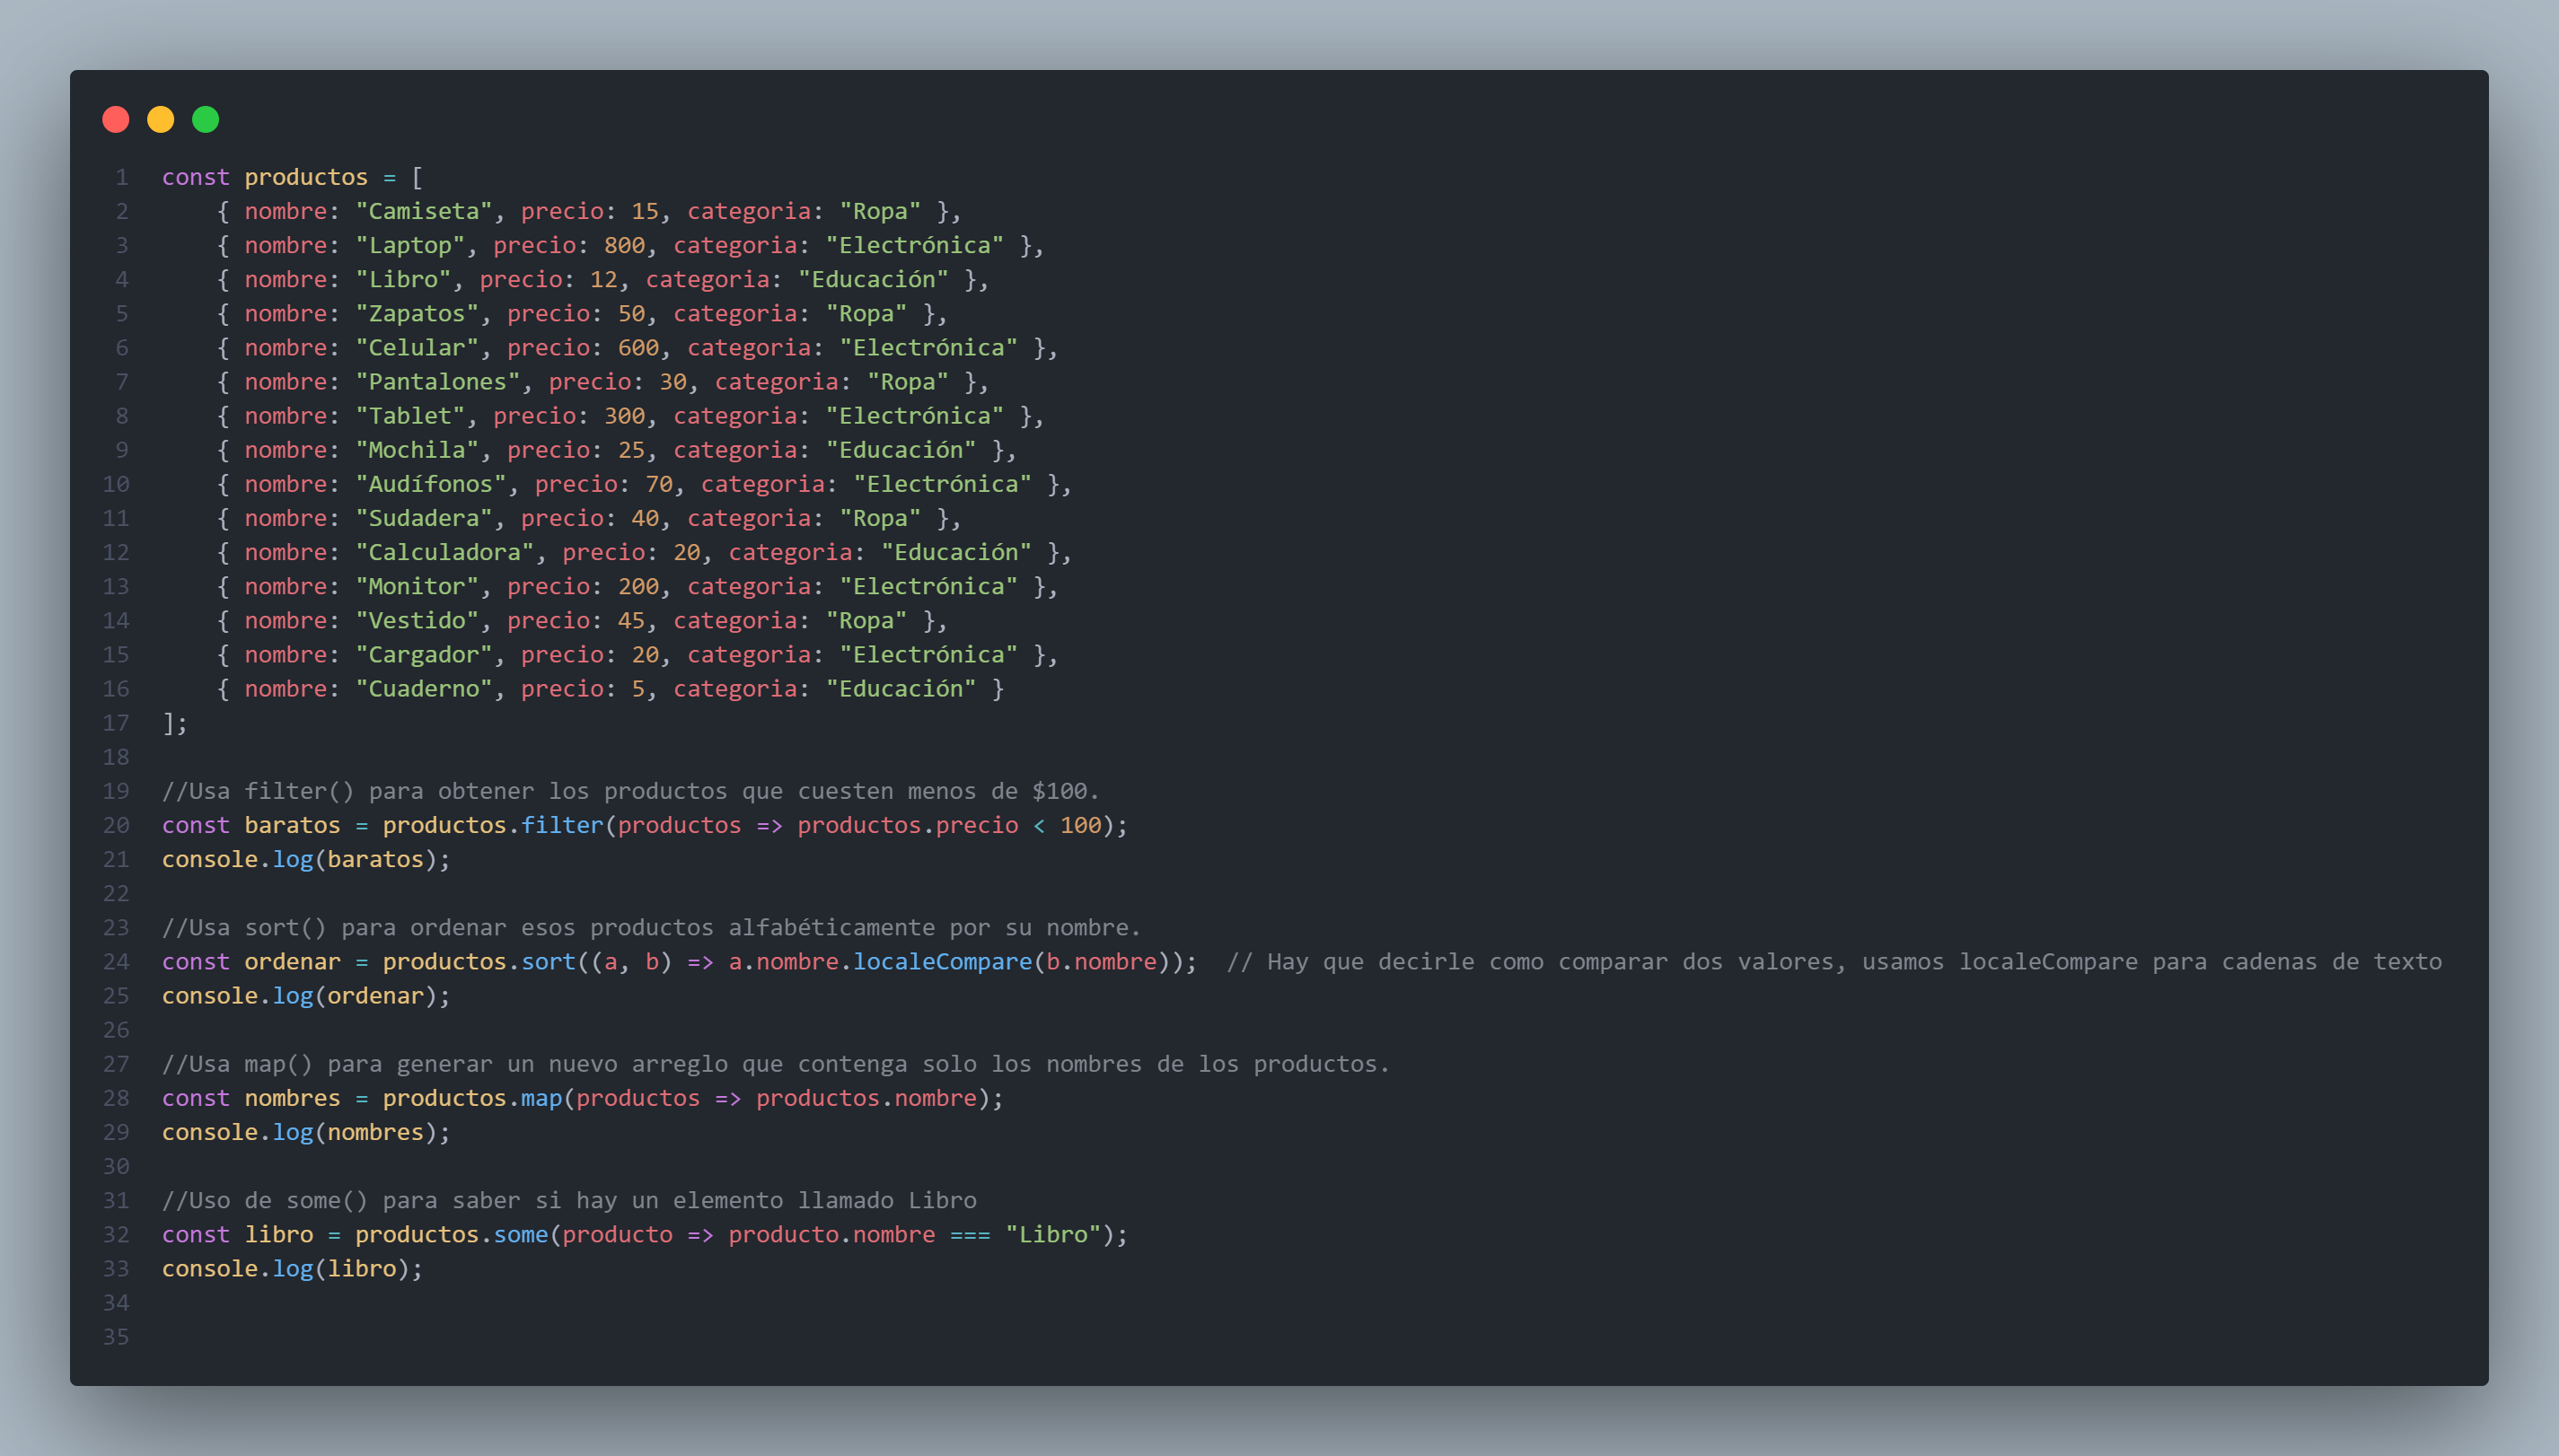 1 const productos = [
2     { nombre: "Camiseta", precio: 15, categoria: "Ropa" },
3     { nombre: "Laptop", precio: 800, categoria: "Electrónica" },
4     { nombre: "Libro", precio: 12, categoria: "Educación" },
5     { nombre: "Zapatos", precio: 50, categoria: "Ropa" },
6     { nombre: "Celular", precio: 600, categoria: "Electrónica" },
7     { nombre: "Pantalones", precio: 30, categoria: "Ropa" },
8     { nombre: "Tablet", precio: 300, categoria: "Electrónica" },
9     { nombre: "Mochila", precio: 25, categoria: "Educación" },
10     { nombre: "Audífonos", precio: 70, categoria: "Electrónica" },
11     { nombre: "Sudadera", precio: 40, categoria: "Ropa" },
12     { nombre: "Calculadora", precio: 20, categoria: "Educación" },
13     { nombre: "Monitor", precio: 200, categoria: "Electrónica" },
14     { nombre: "Vestido", precio: 45, categoria: "Ropa" },
15     { nombre: "Cargador", precio: 20, categoria: "Electrónica" },
16     { nombre: "Cuaderno", precio: 5, categoria: "Educación" }
17 ];
18
19 //Usa filter() para obtener los productos que cuesten menos de $100.
20 const baratos = productos.filter(productos => productos.precio < 100);
21 console.log(baratos);
22
23 //Usa sort() para ordenar esos productos alfabéticamente por su nombre.
24 const ordenar = productos.sort((a, b) => a.nombre.localeCompare(b.nombre));  // Hay que decirle como comparar dos valores, usamos localeCompare para cadenas de texto
25 console.log(ordenar);
26
27 //Usa map() para generar un nuevo arreglo que contenga solo los nombres de los productos.
28 const nombres = productos.map(productos => productos.nombre);
29 console.log(nombres);
30
31 //Uso de some() para saber si hay un elemento llamado Libro
32 const libro = productos.some(producto => producto.nombre === "Libro");
33 console.log(libro);
34
35